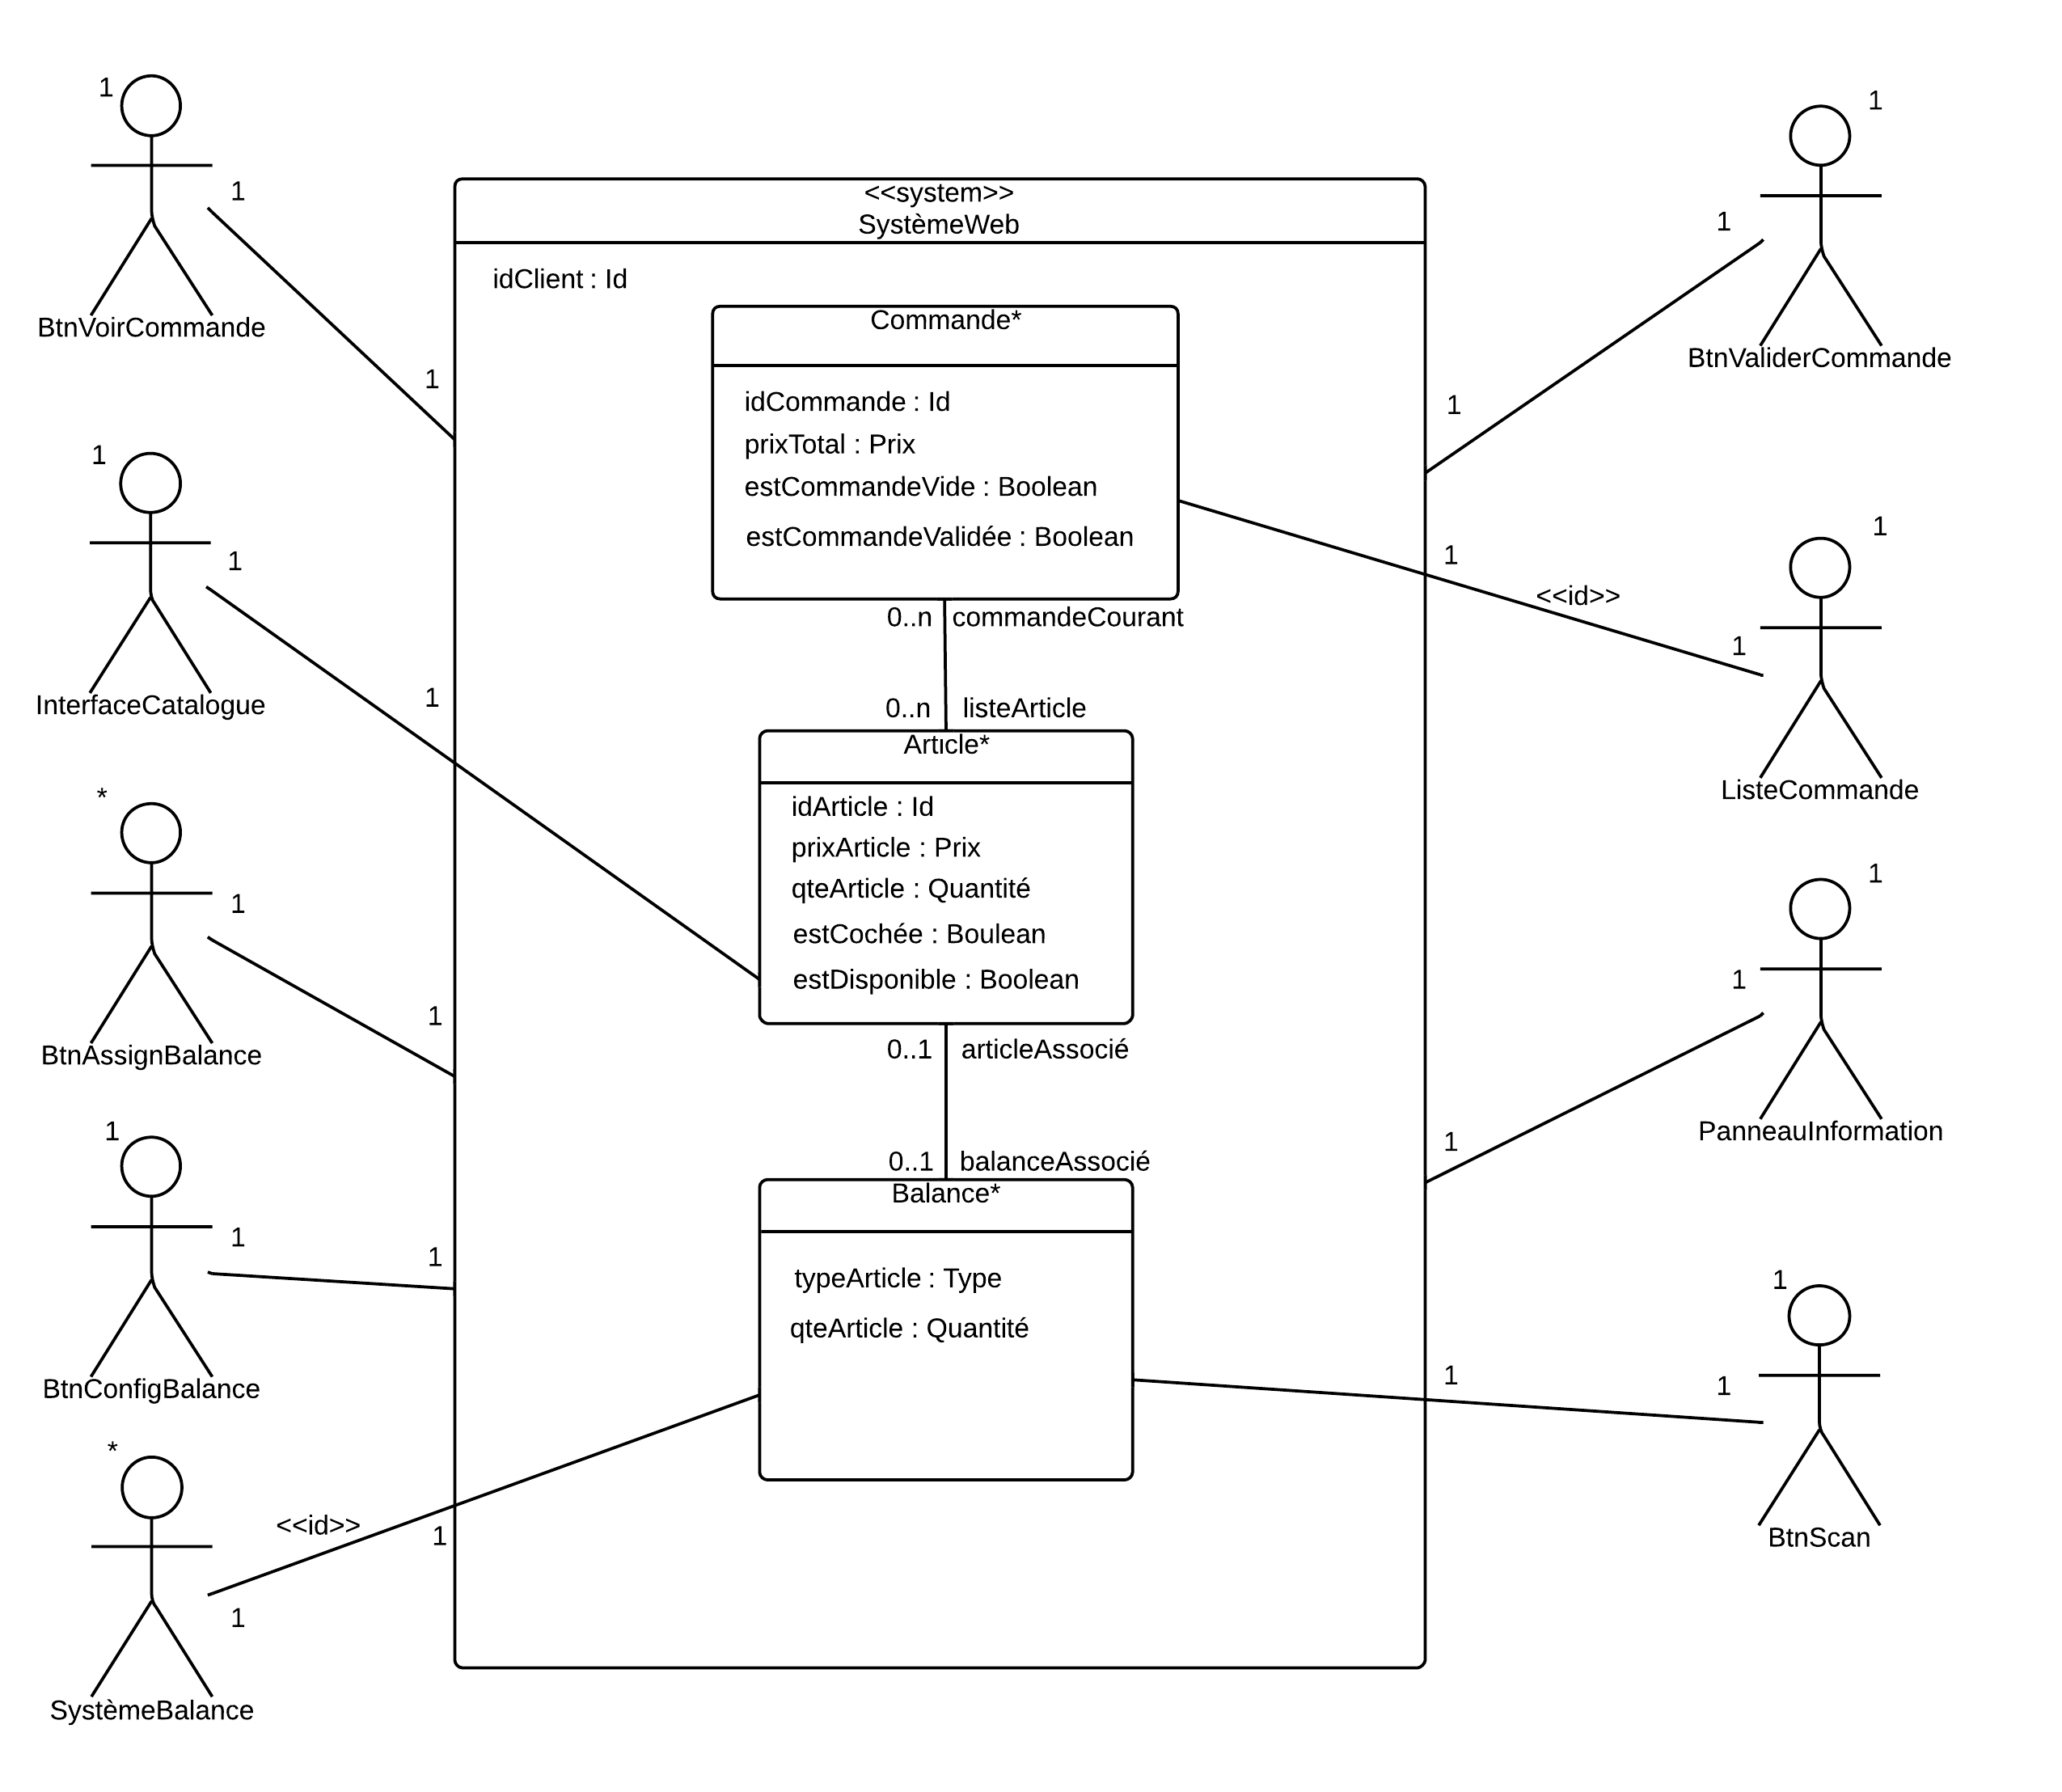 1
1
BtnVoirCommande
1
1
1
InterfaceCatalogue
1
*
1
BtnAssignBalance
1
1
1
BtnConfigBalance
1
*
<<id>>
1
1
SystèmeBalance
<<system>>
SystèmeWeb
idClient : Id
Commande*
idCommande : Id
prixTotal : Prix
estCommandeVide : Boolean
estCommandeValidée : Boolean
0..n commandeCourant
0..n listeArticle
Article*
idArticle : Id
prixArticle : Prix
qteArticle : Quantité
estCochée : Boulean
estDisponible : Boolean
0..1 articleAssocié
0..1 balanceAssocié
Balance*
typeArticle : Type
qteArticle : Quantité
1
1
BtnValiderCommande
1
1
1
<<id>>
1
ListeCommande
1
1
PanneauInformation
1
1
1
1
BtnScan